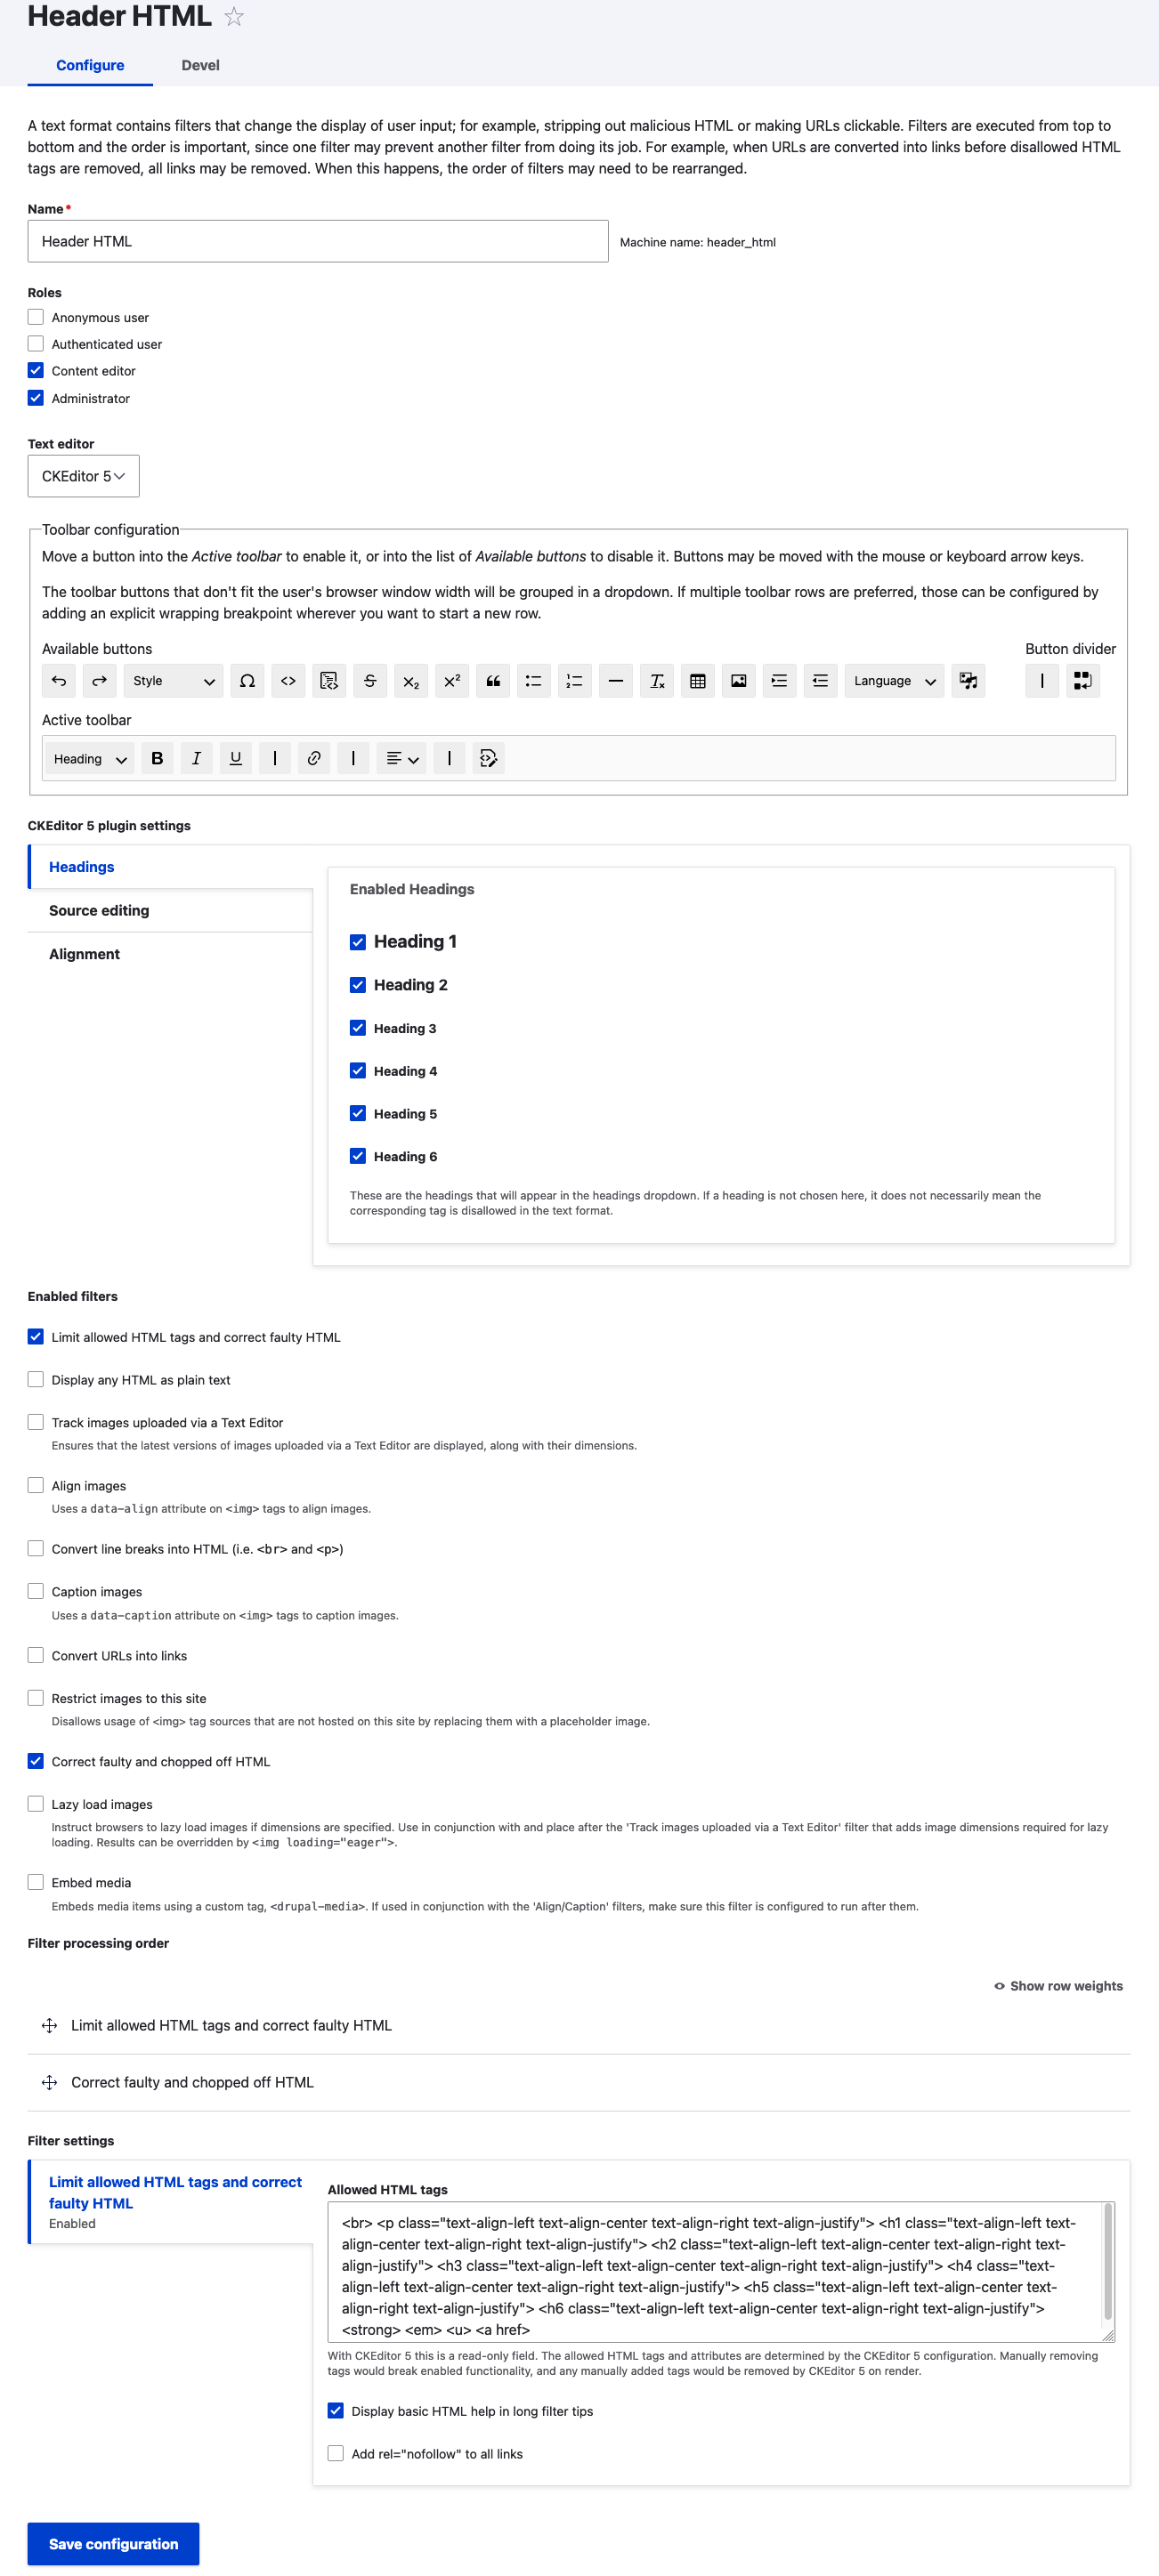 Header HTML
Configure Devel
A text format contains filters that change the display of user input; for example, stripping out malicious HTML or making URLs clickable. Filters are executed from top to
bottom and the order is important, since one filter may prevent another filter from doing its job. For example, when URLs are converted into links before disallowed HTML
tags are removed, all links may be removed. When this happens, the order of filters may need to be rearranged.
Name*
Header HTML Machine name: header_html
Roles
Anonymous user
Authenticated user
Content editor
Administrator
Text editor
CKEditor 5
Toolbar configuration
Move a button into the Active toolbar to enable it, or into the list of Available buttons to disable it. Buttons may be moved with the mouse or keyboard arrow keys.
The toolbar buttons that don't fit the user's browser window width will be grouped in a dropdown. If multiple toolbar rows are preferred, those can be configured by
adding an explicit wrapping breakpoint wherever you want to start a new row.
Available buttons Button divider
Style Language
Active toolbar
Heading B I U
CKEditor 5 plugin settings
Headings
Source editing
Alignment
Enabled Headings
Heading 1
Heading 2
Heading 3
Heading 4
Heading 5
Heading 6
These are the headings that will appear in the headings dropdown. If a heading is not chosen here, it does not necessarily mean the
corresponding tag is disallowed in the text format.
Enabled filters
Limit allowed HTML tags and correct faulty HTML
Display any HTML as plain text
Track images uploaded via a Text Editor
Ensures that the latest versions of images uploaded via a Text Editor are displayed, along with their dimensions.
Align images
Uses a data-align attribute on <img> tags to align images.
Convert line breaks into HTML (i.e. <br> and <p>)
Caption images
Uses a data-caption attribute on <img> tags to caption images.
Convert URLs into links
Restrict images to this site
Disallows usage of <img> tag sources that are not hosted on this site by replacing them with a placeholder image.
Correct faulty and chopped off HTML
Lazy load images
Instruct browsers to lazy load images if dimensions are specified. Use in conjunction with and place after the 'Track images uploaded via a Text Editor' filter that adds image dimensions required for lazy
loading. Results can be overridden by <img loading="eager">.
Embed media
Embeds media items using a custom tag, <drupal-media>. If used in conjunction with the 'Align/Caption' filters, make sure this filter is configured to run after them.
Filter processing order
Show row weights
Limit allowed HTML tags and correct faulty HTML
Correct faulty and chopped off HTML
Filter settings
Limit allowed HTML tags and correct
faulty HTML
Enabled
Allowed HTML tags
<br> <p class="text-align-left text-align-center text-align-right text-align-justify"> <h1 class="text-align-left text-
align-center text-align-right text-align-justify"> <h2 class="text-align-left text-align-center text-align-right text-
align-justify"> <h3 class="text-align-left text-align-center text-align-right text-align-justify"> <h4 class="text-
align-left text-align-center text-align-right text-align-justify"> <h5 class="text-align-left text-align-center text-
align-right text-align-justify"> <h6 class="text-align-left text-align-center text-align-right text-align-justify">
<strong> <em> <u> <a href>
With CKEditor 5 this is a read-only field. The allowed HTML tags and attributes are determined by the CKEditor 5 configuration. Manually removing
tags would break enabled functionality, and any manually added tags would be removed by CKEditor 5 on render.
Display basic HTML help in long filter tips
Add rel="nofollow" to all links
Save configuration